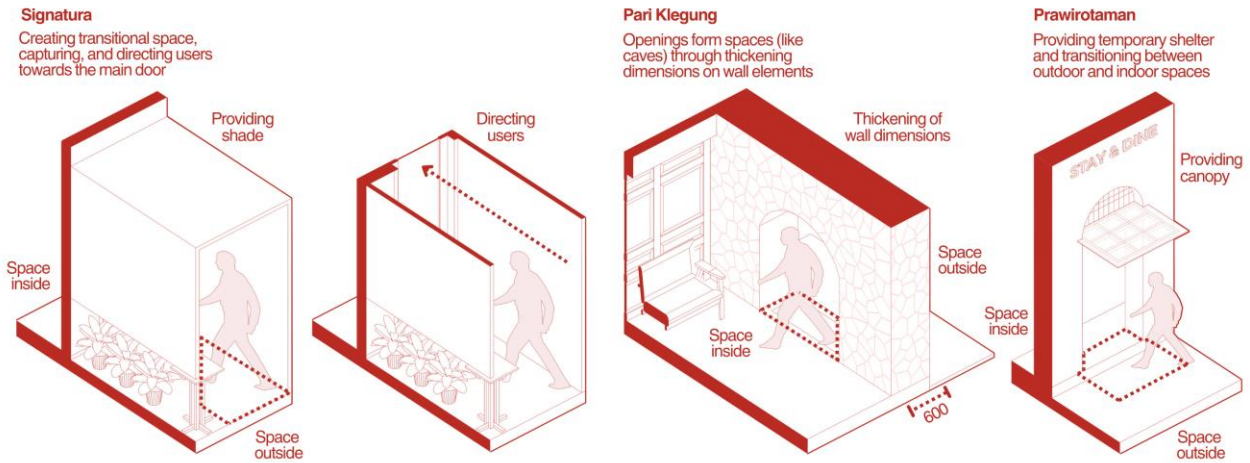 Signatura
Creating transitional space,
capturing, and directing users
towards the main door
Providing
shade
Space
inside
Space
outside
Directing
users
Pari Klegung
Openings form spaces (like
caves) through thickening
dimensions on wall elements
Thickening of
wall dimensions
Space
outside
Space
inside
600
Prawirotaman
Providing temporary shelter
and transitioning between
outdoor and indoor spaces
STAY & DINE
Providing
canopy
Space
inside
Space
outside